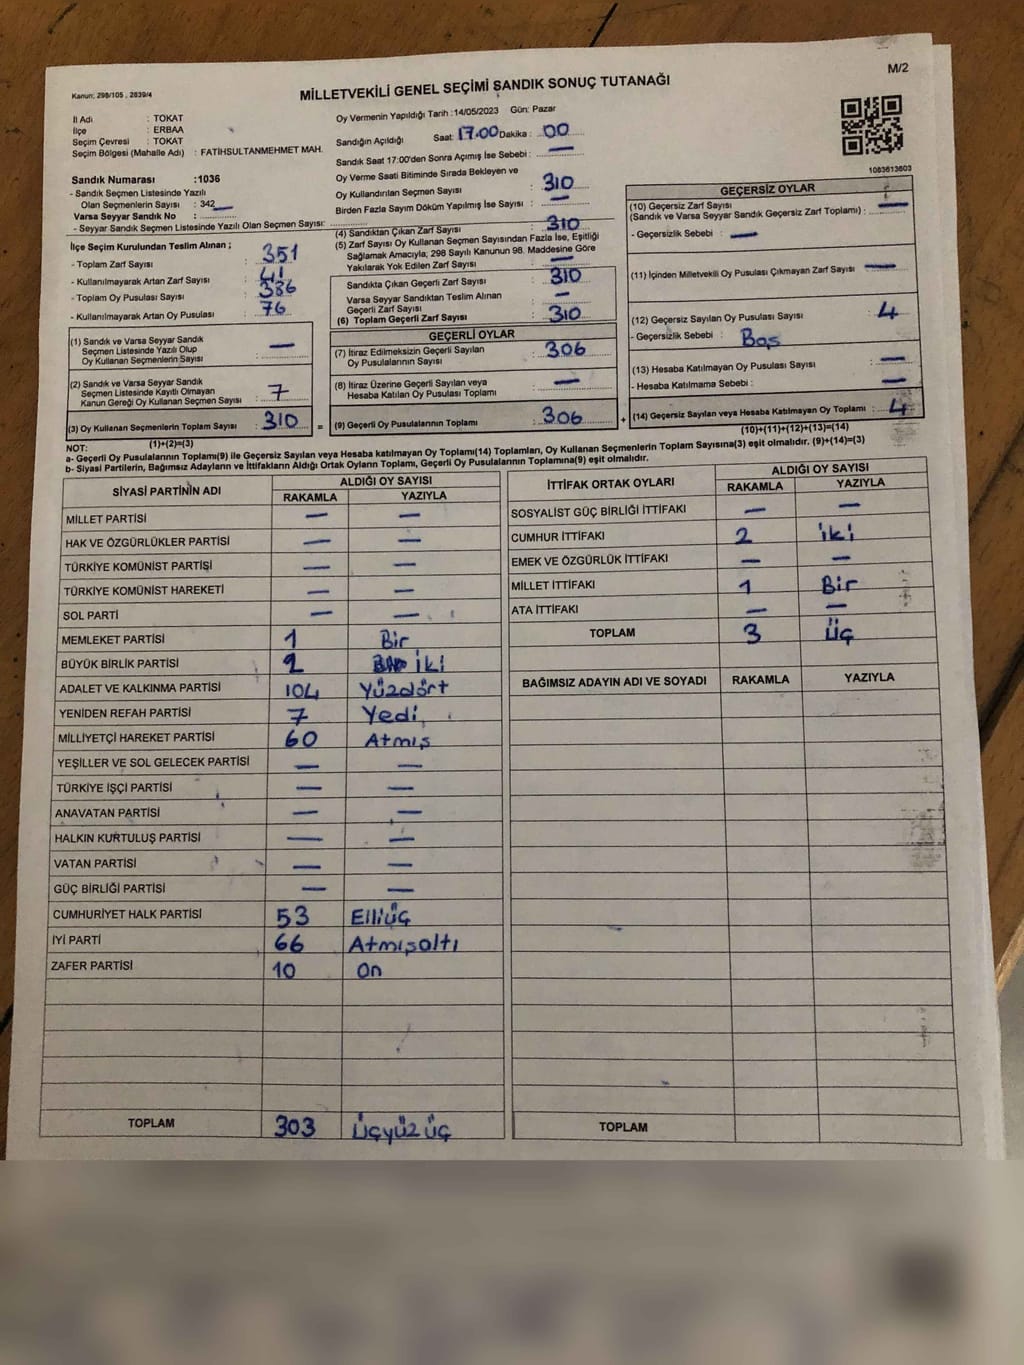 M/2
Kanun: 298/105 , 2839/4
MİLLETVEKİLİ GENEL SEÇİMİ SANDIK SONUÇ TUTANAĞI
İl Adı : TOKAT
İlçe : ERBAA
Seçim Çevresi : TOKAT
Seçim Bölgesi (Mahalle Adı) : FATİHSULTANMEHMET MAH.
Sandık Numarası :1036
- Sandık Seçmen Listesinde Yazılı
Olan Seçmenlerin Sayısı : 342 —
Varsa Seyyar Sandık No :
- Seyyar Sandık Seçmen Listesinde Yazılı Olan Seçmen Sayısı:
İlçe Seçim Kurulundan Teslim Alınan ;
- Toplam Zarf Sayısı : 351
- Kullanılmayarak Artan Zarf Sayısı : 41
- Toplam Oy Pusulası Sayısı : 386
- Kullanılmayarak Artan Oy Pusulası : 76
(1) Sandık ve Varsa Seyyar Sandık
Seçmen Listesinde Yazılı Olup
Oy Kullanan Seçmenlerin Sayısı : —
(2) Sandık ve Varsa Seyyar Sandık
Seçmen Listesinde Kayıtlı Olmayan
Kanun Gereği Oy Kullanan Seçmen Sayısı : 7
(3) Oy Kullanan Seçmenlerin Toplam Sayısı : 310 =
(1)+(2)=(3)
Oy Vermenin Yapıldığı Tarih :14/05/2023 Gün: Pazar
Sandığın Açıldığı Saat: 17.00 Dakika : 00
Sandık Saat 17:00'den Sonra Açımış İse Sebebi : —
Oy Verme Saati Bitiminde Sırada Bekleyen ve
Oy Kullandırılan Seçmen Sayısı : 310
Birden Fazla Sayım Döküm Yapılmış İse Sayısı : —
(4) Sandıktan Çıkan Zarf Sayısı : 310
(5) Zarf Sayısı Oy Kullanan Seçmen Sayısından Fazla İse, Eşitliği
Sağlamak Amacıyla, 298 Sayılı Kanunun 98. Maddesine Göre
Yakılarak Yok Edilen Zarf Sayısı : —
Sandıkta Çıkan Geçerli Zarf Sayısı : 310
Varsa Seyyar Sandıktan Teslim Alınan
Geçerli Zarf Sayısı : —
(6) Toplam Geçerli Zarf Sayısı : 310
GEÇERLİ OYLAR
(7) İtiraz Edilmeksizin Geçerli Sayılan
Oy Pusulalarının Sayısı : 306
(8) İtiraz Üzerine Geçerli Sayılan veya
Hesaba Katılan Oy Pusulası Toplamı : —
(9) Geçerli Oy Pusulalarının Toplamı : 306 +
1083613603
GEÇERSİZ OYLAR
(10) Geçersiz Zarf Sayısı
(Sandık ve Varsa Seyyar Sandık Geçersiz Zarf Toplamı) : —
- Geçersizlik Sebebi : —
(11) İçinden Milletvekili Oy Pusulası Çıkmayan Zarf Sayısı : —
(12) Geçersiz Sayılan Oy Pusulası Sayısı : 4
- Geçersizlik Sebebi : Boş
(13) Hesaba Katılmayan Oy Pusulası Sayısı : —
- Hesaba Katılmama Sebebi : —
(14) Geçersiz Sayılan veya Hesaba Katılmayan Oy Toplamı : 4
(10)+(11)+(12)+(13)=(14)
NOT:
a- Geçerli Oy Pusulalarının Toplamı(9) ile Geçersiz Sayılan veya Hesaba Katılmayan Oy Toplamı(14) Toplamları, Oy Kullanan Seçmenlerin Toplam Sayısına(3) eşit olmalıdır. (9)+(14)=(3)
b- Siyasi Partilerin, Bağımsız Adayların ve İttifakların Aldığı Ortak Oyların Toplamı, Geçerli Oy Pusulalarının Toplamına(9) eşit olmalıdır.
SİYASİ PARTİNİN ADI ALDIĞI OY SAYISI
RAKAMLA YAZIYLA
MİLLET PARTİSİ — —
HAK VE ÖZGÜRLÜKLER PARTİSİ — —
TÜRKİYE KOMÜNİST PARTİSİ — —
TÜRKİYE KOMÜNİST HAREKETİ — —
SOL PARTİ — —
MEMLEKET PARTİSİ 1 Bir
BÜYÜK BİRLİK PARTİSİ 2 İki
ADALET VE KALKINMA PARTİSİ 104 Yüzdört
YENİDEN REFAH PARTİSİ 7 Yedi
MİLLİYETÇİ HAREKET PARTİSİ 60 Atmış
YEŞİLLER VE SOL GELECEK PARTİSİ — —
TÜRKİYE İŞÇİ PARTİSİ — —
ANAVATAN PARTİSİ — —
HALKIN KURTULUŞ PARTİSİ — —
VATAN PARTİSİ — —
GÜÇ BİRLİĞİ PARTİSİ — —
CUMHURİYET HALK PARTİSİ 53 Elliüç
İYİ PARTİ 66 Atmışaltı
ZAFER PARTİSİ 10 On
TOPLAM 303 Üçyüz üç
İTTİFAK ORTAK OYLARI ALDIĞI OY SAYISI
RAKAMLA YAZIYLA
SOSYALİST GÜÇ BİRLİĞİ İTTİFAKI — —
CUMHUR İTTİFAKI 2 iki
EMEK VE ÖZGÜRLÜK İTTİFAKI — —
MİLLET İTTİFAKI 1 Bir
ATA İTTİFAKI — —
TOPLAM 3 Üç
BAĞIMSIZ ADAYIN ADI VE SOYADI RAKAMLA YAZIYLA
TOPLAM